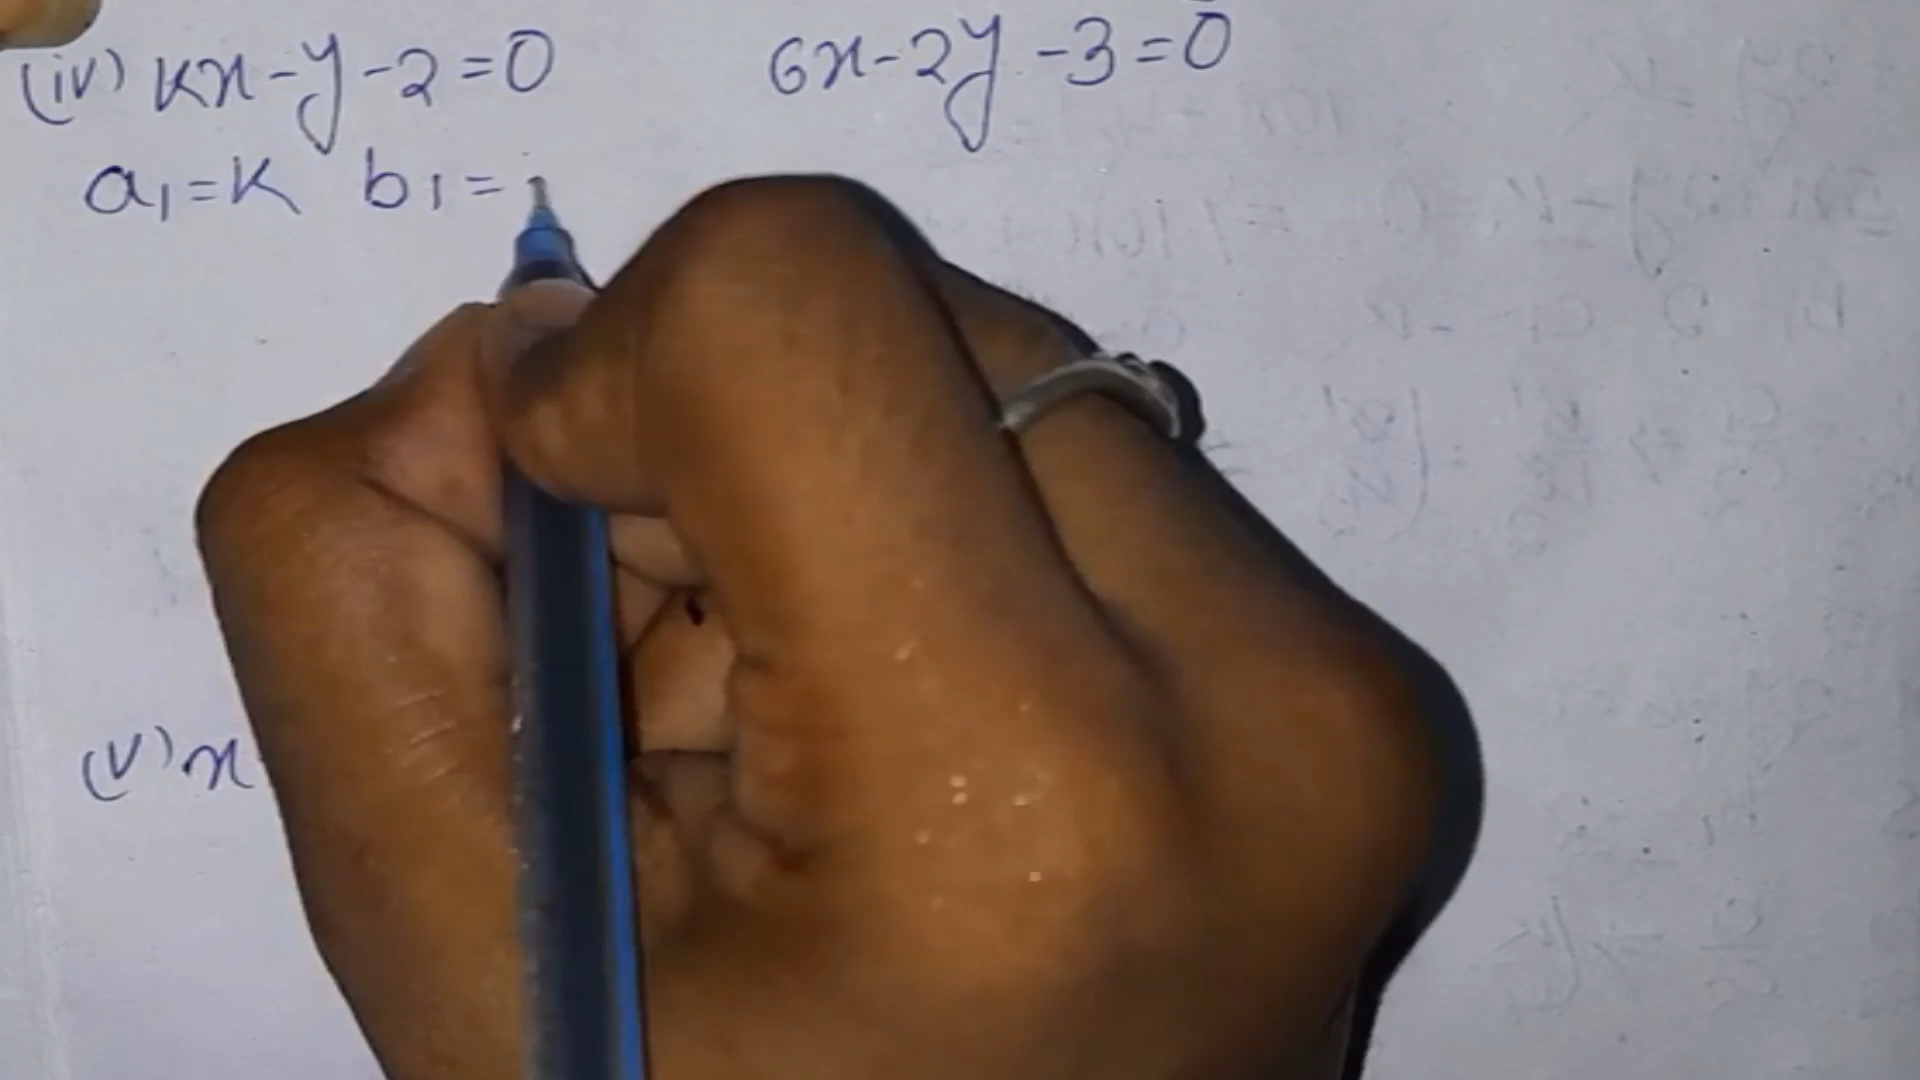 (iv) kx-y-2=0 6x-2y-3=0
a₁=k b₁=
(v) x